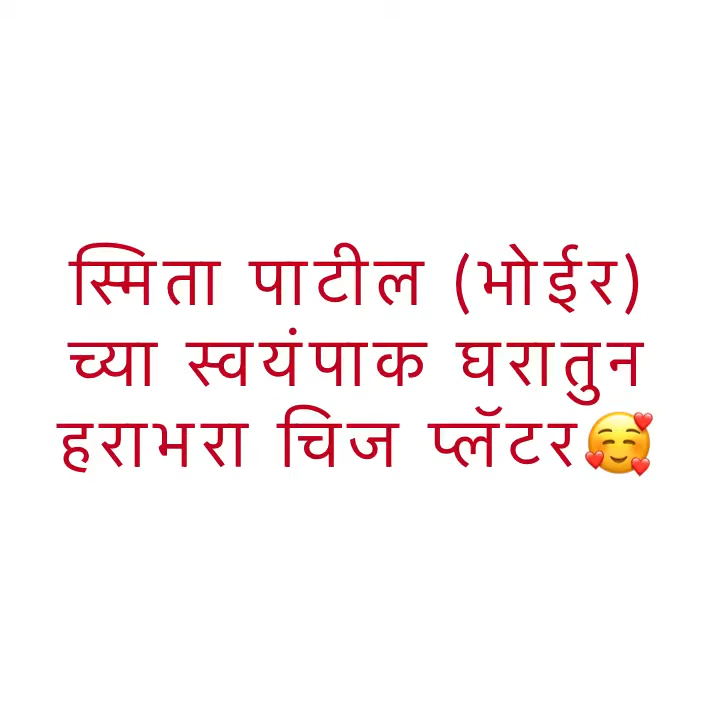 स्मिता पाटील (भोईर)
च्या स्वयंपाक घरातुन
हराभरा चिज प्लॅटर🥰